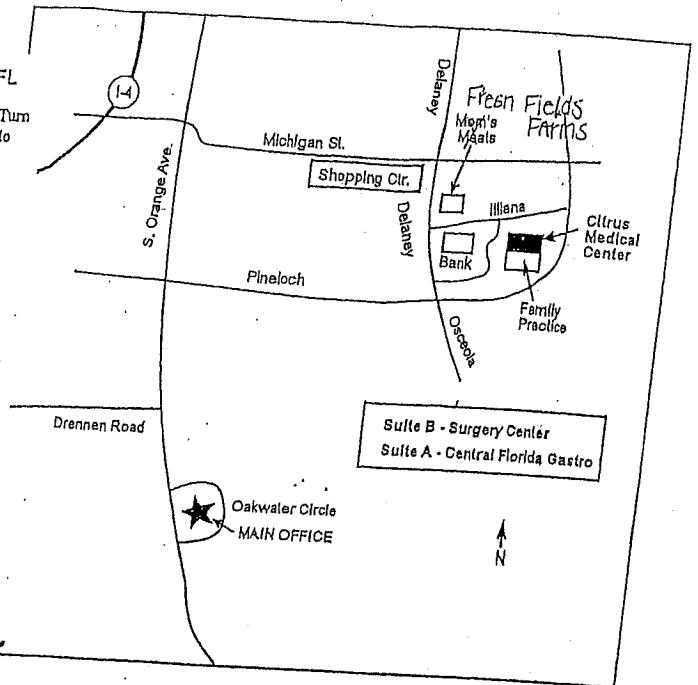 FL
Turn
to
I-4
Delaney
Fresh Fields
Farms
Mom's
Meals
Michigan St.
Shopping Ctr.
S. Orange Ave.
Delaney
Illiana
Citrus
Medical
Center
Bank
Pineloch
Family
Practice
Osceola
Drennen Road
Suite B - Surgery Center
Suite A - Central Florida Gastro
Oakwater Circle
MAIN OFFICE
N